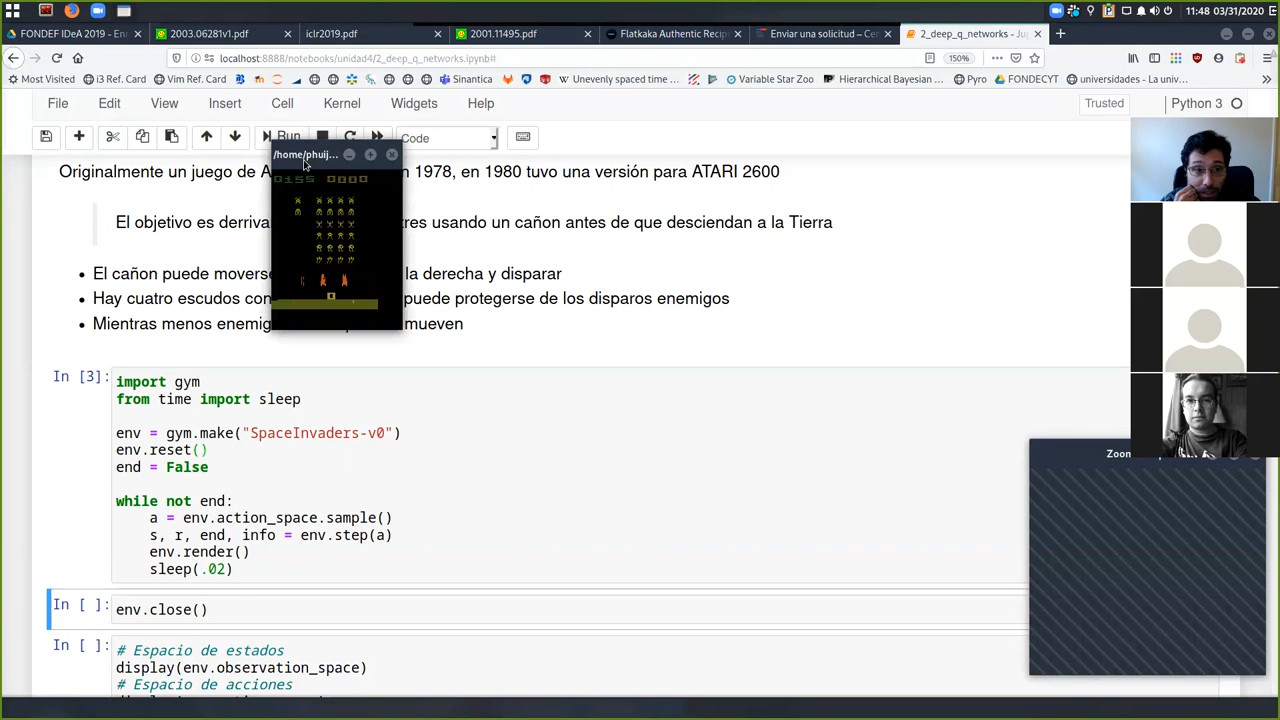 11:48 03/31/2020
FONDEF IDeA 2019 - En
2003.06281v1.pdf
iclr2019.pdf
2001.11495.pdf
Flatkaka Authentic Recip
Enviar una solicitud – Cer
2_deep_q_networks - Ju
localhost:8888/notebooks/unidad4/2_deep_q_networks.ipynb#
150%
Most Visited
i3 Ref. Card
Vim Ref. Card
Sinantica
Unevenly spaced time ...
Variable Star Zoo
Hierarchical Bayesian ...
Pyro
FONDECYT
universidades - La univ...
File Edit View Insert Cell Kernel Widgets Help
Trusted
Python 3
Run
Code
/home/phuij...
Originalmente un juego de A n 1978, en 1980 tuvo una versión para ATARI 2600
0155 0000
El objetivo es derriva tres usando un cañon antes de que desciendan a la Tierra
• El cañon puede moverse la derecha y disparar
• Hay cuatro escudos con puede protegerse de los disparos enemigos
• Mientras menos enemig mueven
In [3]:
import gym
from time import sleep
env = gym.make("SpaceInvaders-v0")
env.reset()
end = False
while not end:
a = env.action_space.sample()
s, r, end, info = env.step(a)
env.render()
sleep(.02)
Zoom
In [ ]:
env.close()
In [ ]:
# Espacio de estados
display(env.observation_space)
# Espacio de acciones